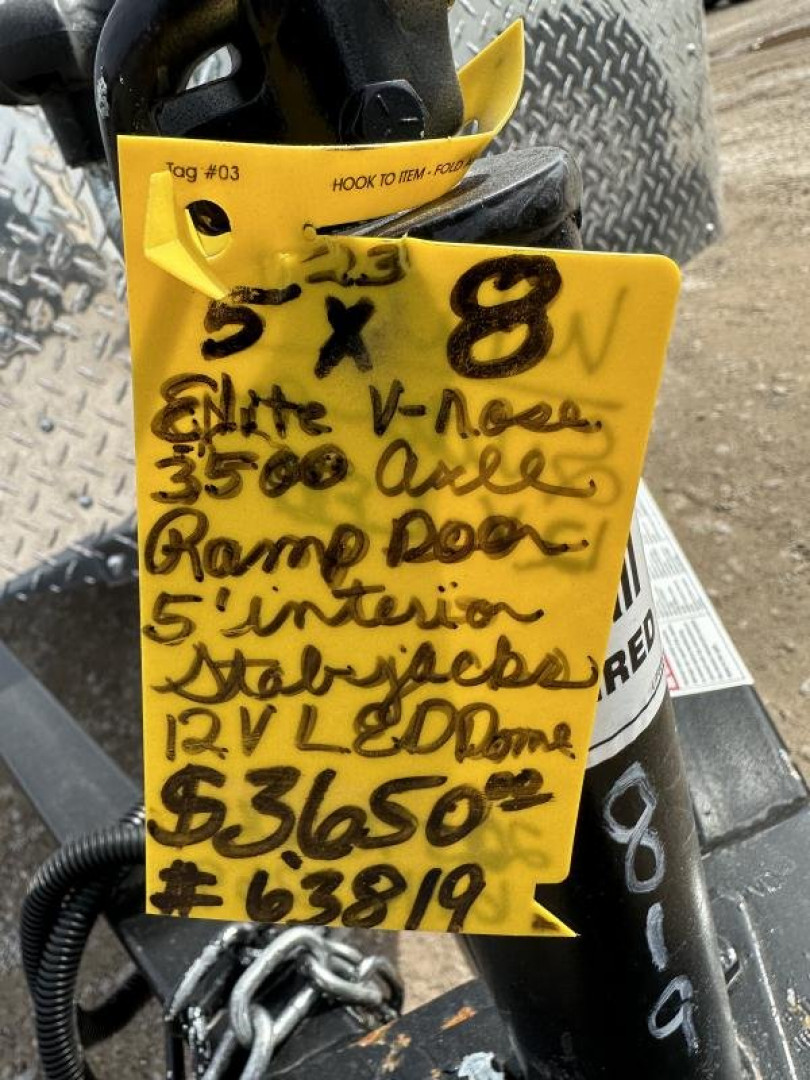 Tag #03
HOOK TO ITEM - FOLD
23
5 x 8
Elite V-nose
3500 axle
Ramp Door
5' interior
Stab jacks
12V LED Dome
$3650.00
# 63819
RED
819